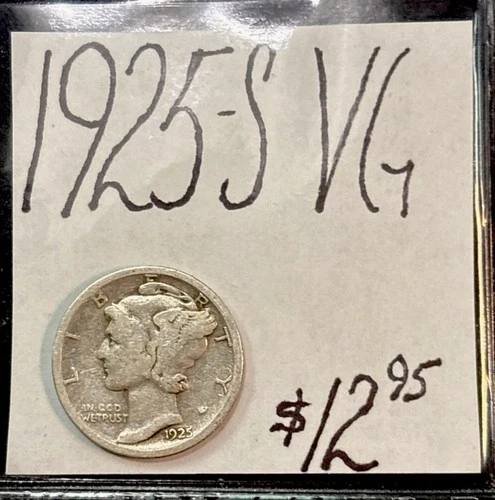 1925-S VG
LIBERTY
IN GOD
WE TRUST
1925
$12.95